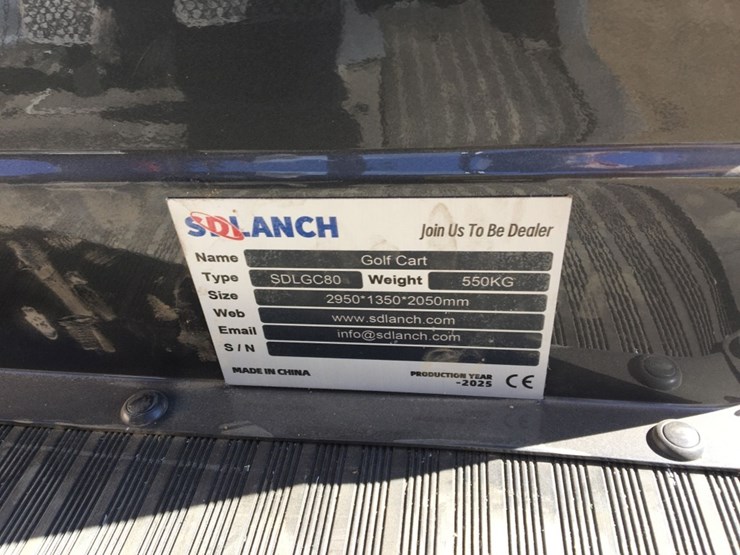 SDLANCH
Join Us To Be Dealer
Name Golf Cart
Type SDLGC80 Weight 550KG
Size 2950*1350*2050mm
Web www.sdlanch.com
Email info@sdlanch.com
S/N
MADE IN CHINA
PRODUCTION YEAR
-2025 CE